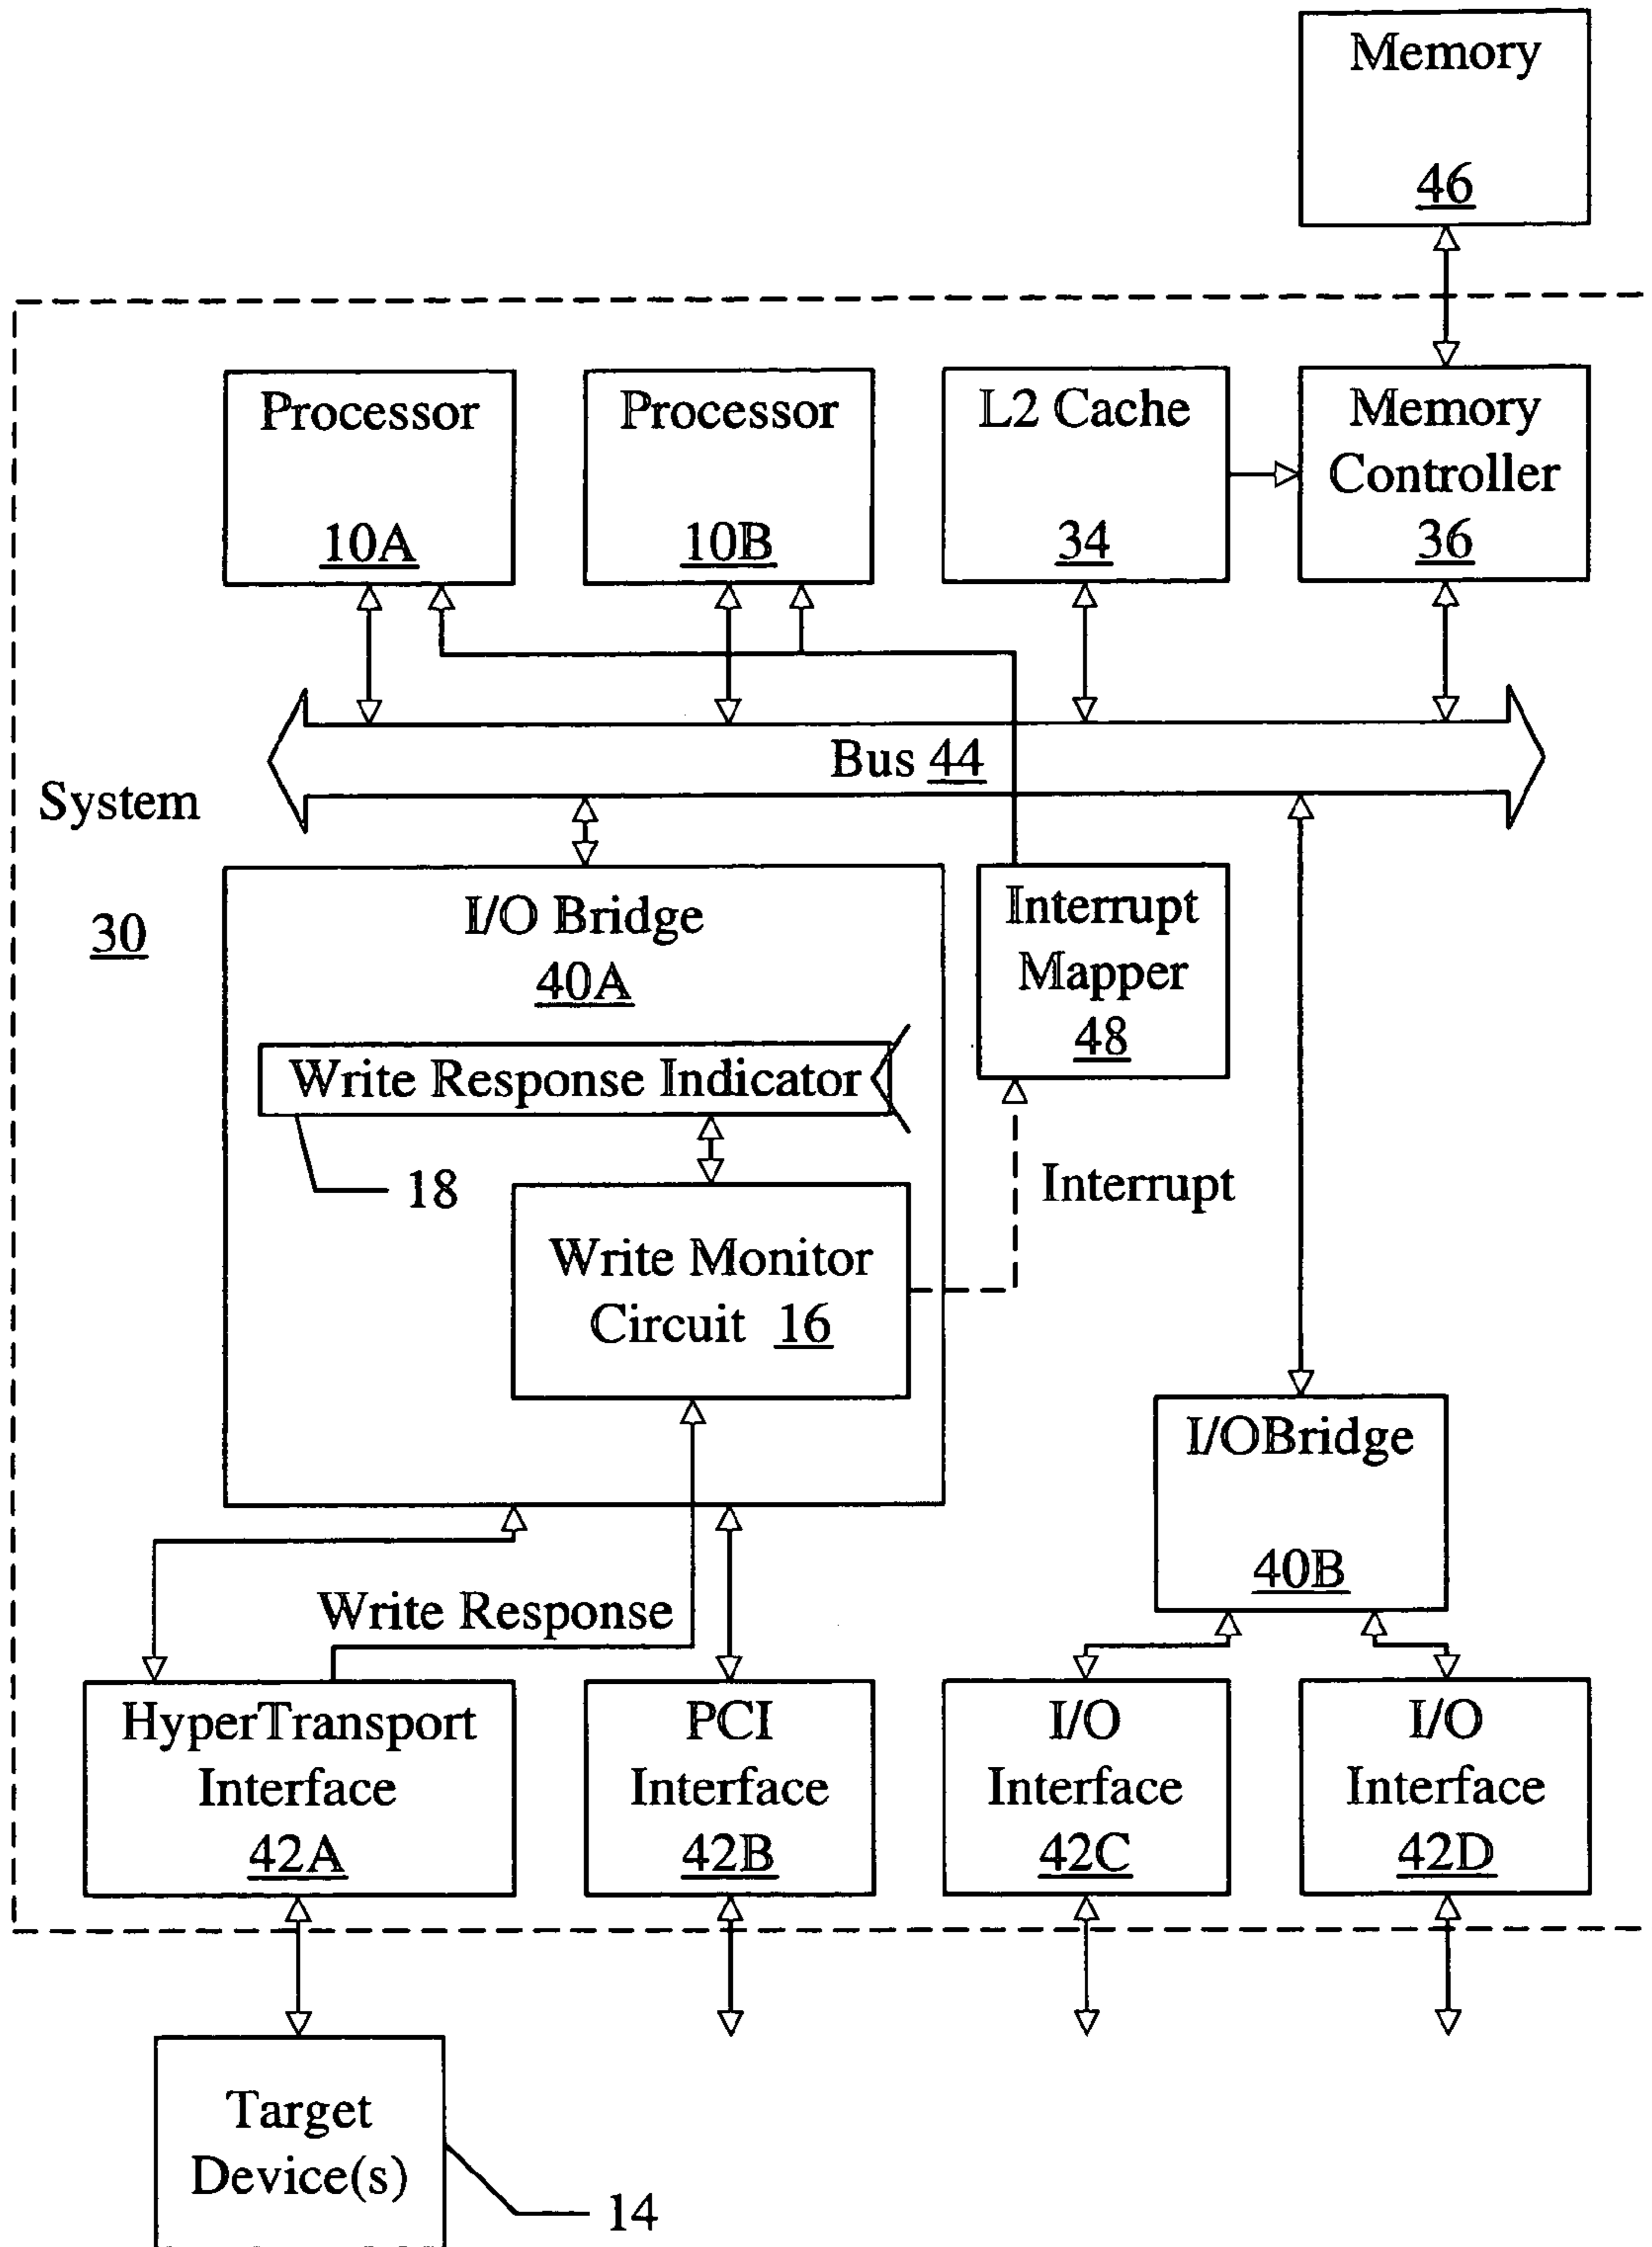 Memory
46
Processor
10A
Processor
10B
L2 Cache
34
Memory
Controller
36
Bus 44
System
30
I/O Bridge
40A
Write Response Indicator
18
Write Monitor
Circuit 16
Interrupt
Mapper
48
Interrupt
I/OBridge
40B
Write Response
HyperTransport
Interface
42A
PCI
Interface
42B
I/O
Interface
42C
I/O
Interface
42D
Target
Device(s)
14